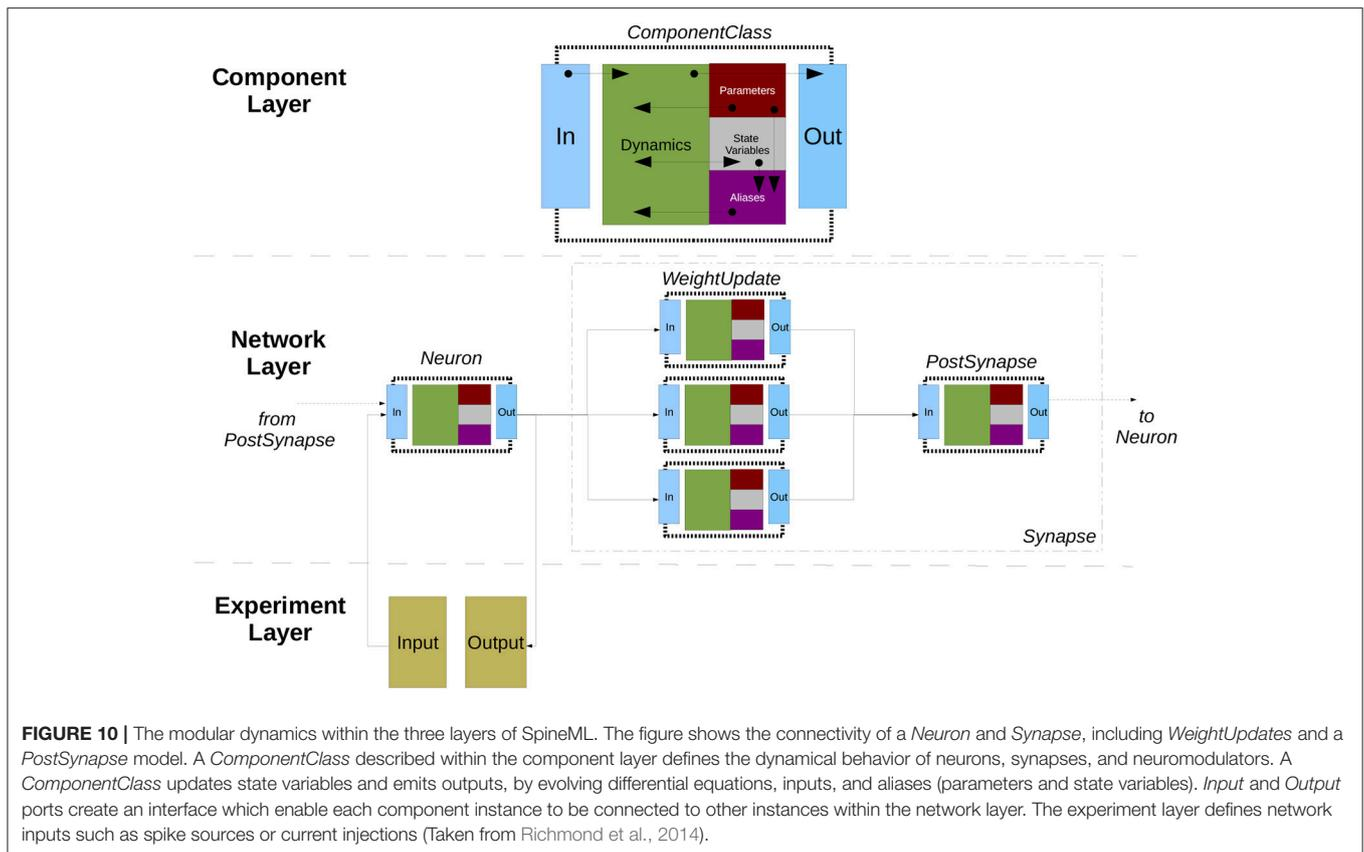 ComponentClass
Component
Layer
In
Dynamics
Parameters
State
Variables
Aliases
Out
WeightUpdate
In
Out
Network
Layer
Neuron
PostSynapse
from
PostSynapse
In
Out
In
Out
In
Out
to
Neuron
In
Out
Synapse
Experiment
Layer
Input
Output
FIGURE 10 | The modular dynamics within the three layers of SpineML. The figure shows the connectivity of a Neuron and Synapse, including WeightUpdates and a
PostSynapse model. A ComponentClass described within the component layer defines the dynamical behavior of neurons, synapses, and neuromodulators. A
ComponentClass updates state variables and emits outputs, by evolving differential equations, inputs, and aliases (parameters and state variables). Input and Output
ports create an interface which enable each component instance to be connected to other instances within the network layer. The experiment layer defines network
inputs such as spike sources or current injections (Taken from Richmond et al., 2014).